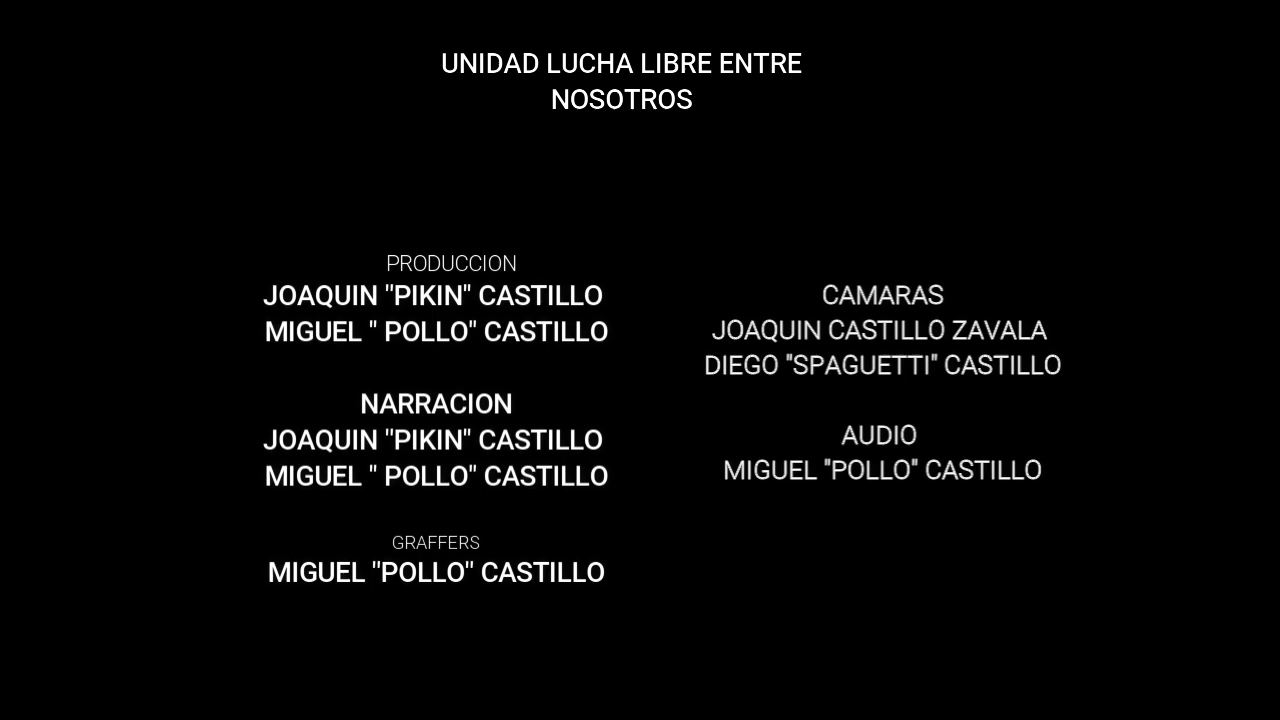 UNIDAD LUCHA LIBRE ENTRE
NOSOTROS
PRODUCCION
JOAQUIN "PIKIN" CASTILLO
MIGUEL " POLLO" CASTILLO
NARRACION
JOAQUIN "PIKIN" CASTILLO
MIGUEL " POLLO" CASTILLO
GRAFFERS
MIGUEL "POLLO" CASTILLO
CAMARAS
JOAQUIN CASTILLO ZAVALA
DIEGO "SPAGUETTI" CASTILLO
AUDIO
MIGUEL "POLLO" CASTILLO